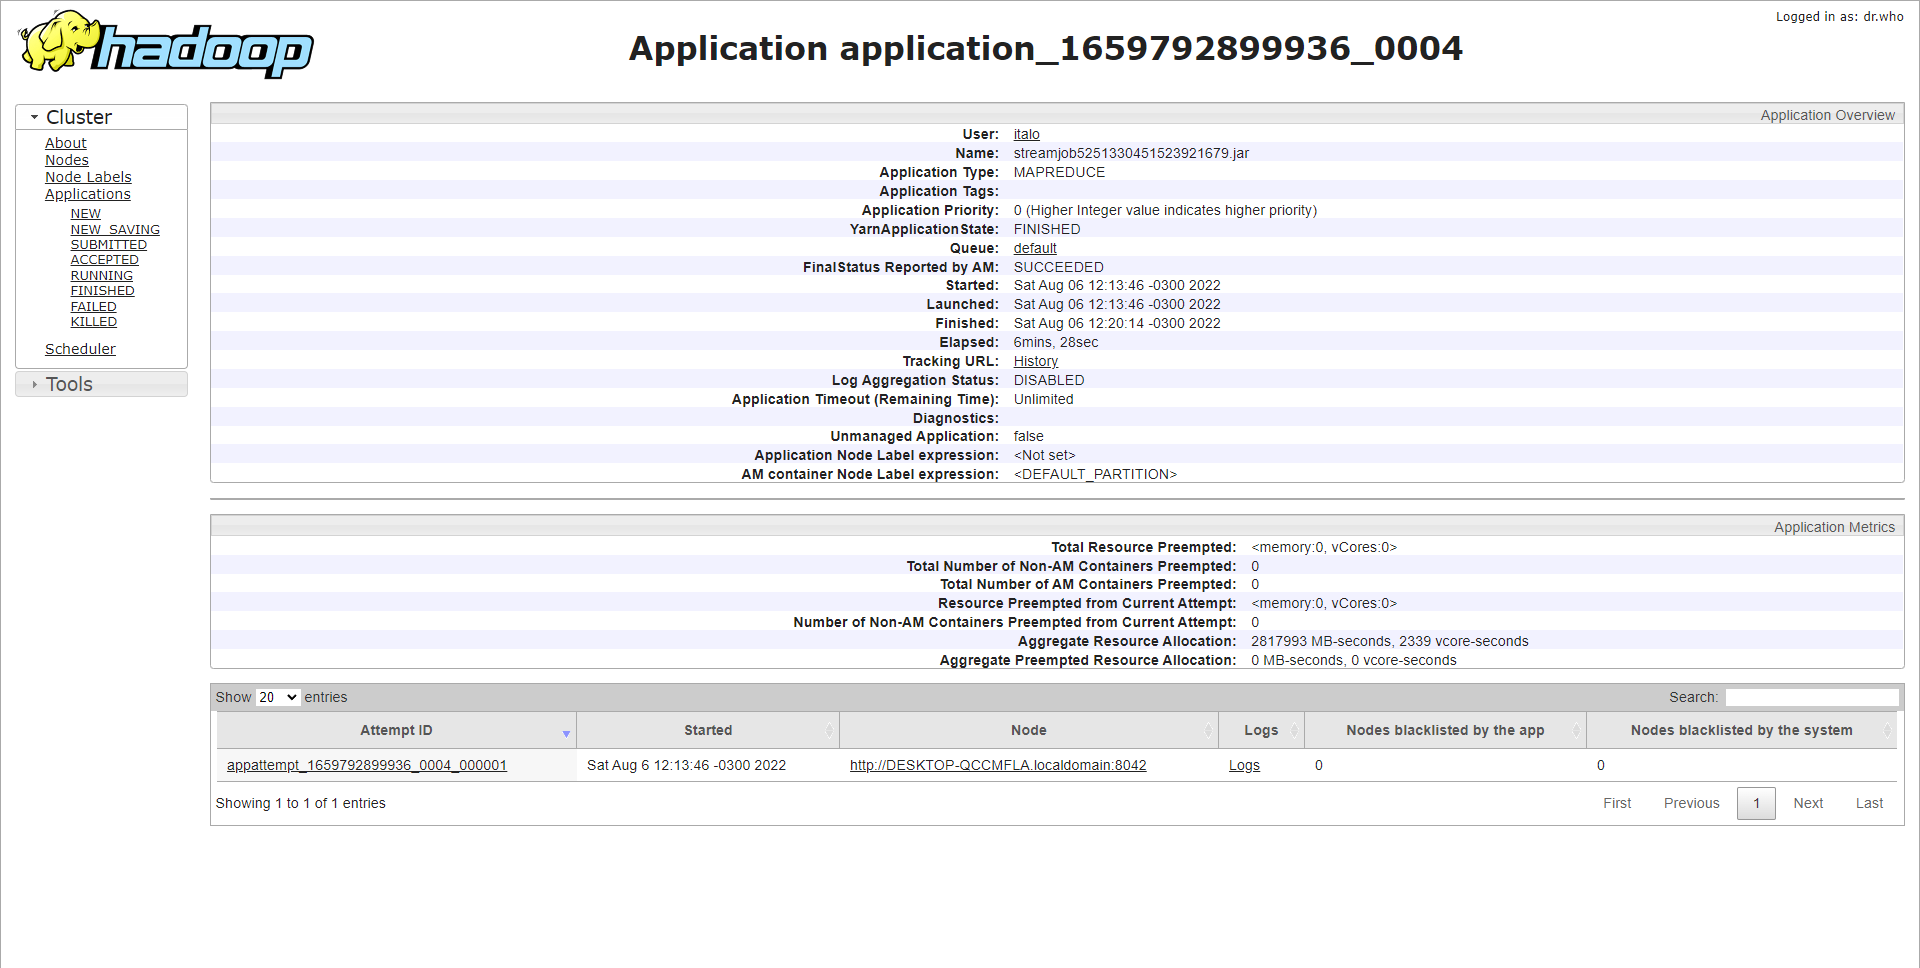 hadoop
Logged in as: dr.who
Application application_1659792899936_0004
Cluster
About
Nodes
Node Labels
Applications
NEW
NEW_SAVING
SUBMITTED
ACCEPTED
RUNNING
FINISHED
FAILED
KILLED
Scheduler
Tools
Application Overview
User: italo
Name: streamjob5251330451523921679.jar
Application Type: MAPREDUCE
Application Tags:
Application Priority: 0 (Higher Integer value indicates higher priority)
YarnApplicationState: FINISHED
Queue: default
FinalStatus Reported by AM: SUCCEEDED
Started: Sat Aug 06 12:13:46 -0300 2022
Launched: Sat Aug 06 12:13:46 -0300 2022
Finished: Sat Aug 06 12:20:14 -0300 2022
Elapsed: 6mins, 28sec
Tracking URL: History
Log Aggregation Status: DISABLED
Application Timeout (Remaining Time): Unlimited
Diagnostics:
Unmanaged Application: false
Application Node Label expression: <Not set>
AM container Node Label expression: <DEFAULT_PARTITION>
Application Metrics
Total Resource Preempted: <memory:0, vCores:0>
Total Number of Non-AM Containers Preempted: 0
Total Number of AM Containers Preempted: 0
Resource Preempted from Current Attempt: <memory:0, vCores:0>
Number of Non-AM Containers Preempted from Current Attempt: 0
Aggregate Resource Allocation: 2817993 MB-seconds, 2339 vcore-seconds
Aggregate Preempted Resource Allocation: 0 MB-seconds, 0 vcore-seconds
Show 20 entries Search:
Attempt ID Started Node Logs Nodes blacklisted by the app Nodes blacklisted by the system
appattempt_1659792899936_0004_000001 Sat Aug 6 12:13:46 -0300 2022 http://DESKTOP-QCCMFLA.localdomain:8042 Logs 0 0
Showing 1 to 1 of 1 entries First Previous 1 Next Last